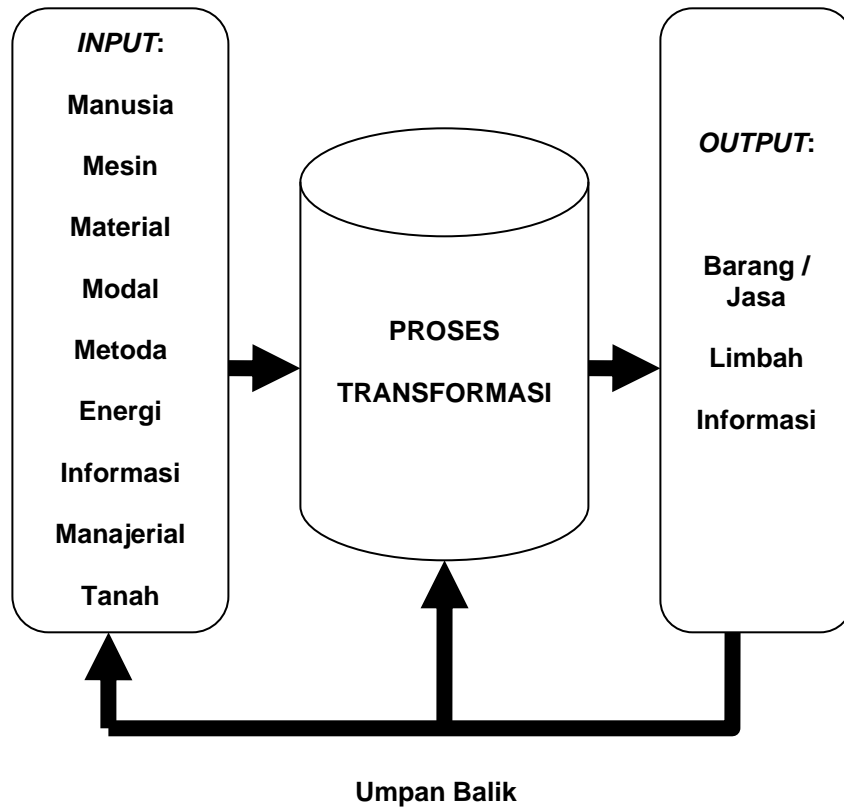 INPUT:
Manusia
Mesin
Material
Modal
Metoda
Energi
Informasi
Manajerial
Tanah
PROSES
TRANSFORMASI
OUTPUT:
Barang /
Jasa
Limbah
Informasi
Umpan Balik